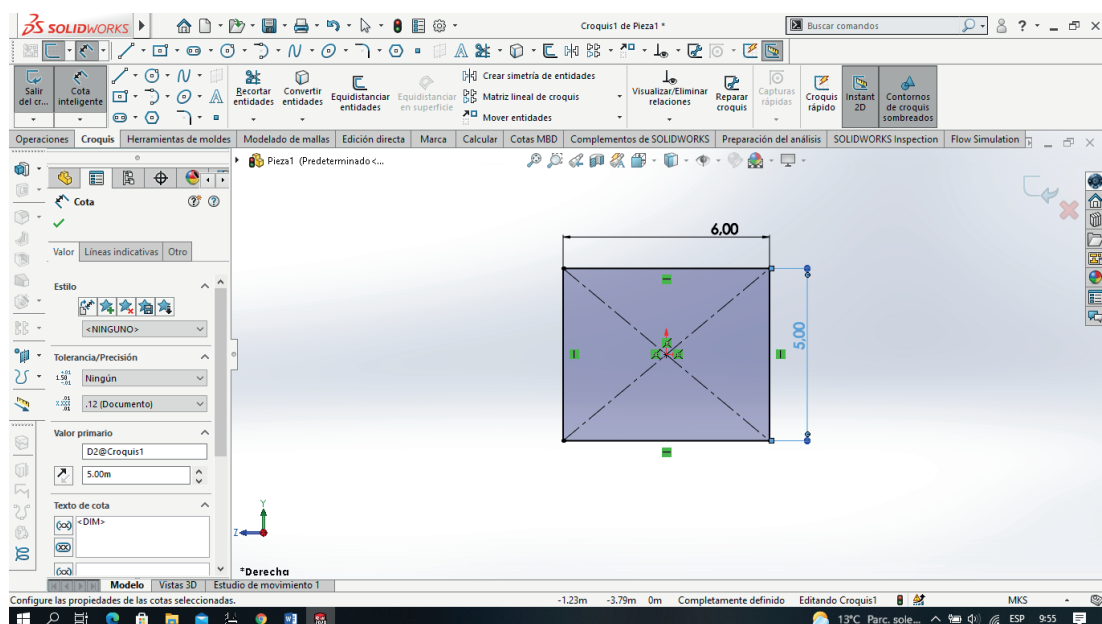 SOLIDWORKS
Croquis1 de Pieza1 *
Buscar comandos
Salir del cr...
Cota inteligente
Recortar entidades
Convertir entidades
Equidistanciar entidades
Equidistanciar en superficie
Crear simetría de entidades
Matriz lineal de croquis
Mover entidades
Visualizar/Eliminar relaciones
Reparar croquis
Capturas rápidas
Croquis rápido
Instant 2D
Contornos de croquis sombreados
Operaciones Croquis Herramientas de moldes Modelado de mallas Edición directa Marca Calcular Cotas MBD Complementos de SOLIDWORKS Preparación del análisis SOLIDWORKS Inspection Flow Simulation
Pieza1 (Predeterminado<...
Cota
Valor Líneas indicativas Otro
Estilo
<NINGUNO>
Tolerancia/Precisión
Ningún
.12 (Documento)
Valor primario
D2@Croquis1
5.00m
Texto de cota
<DIM>
6,00
5,00
Y
Z
*Derecha
Modelo Vistas 3D Estudio de movimiento 1
Configure las propiedades de las cotas seleccionadas.
-1.23m -3.79m 0m Completamente definido Editando Croquis1 MKS
13°C Parc. sole... ESP 9:55